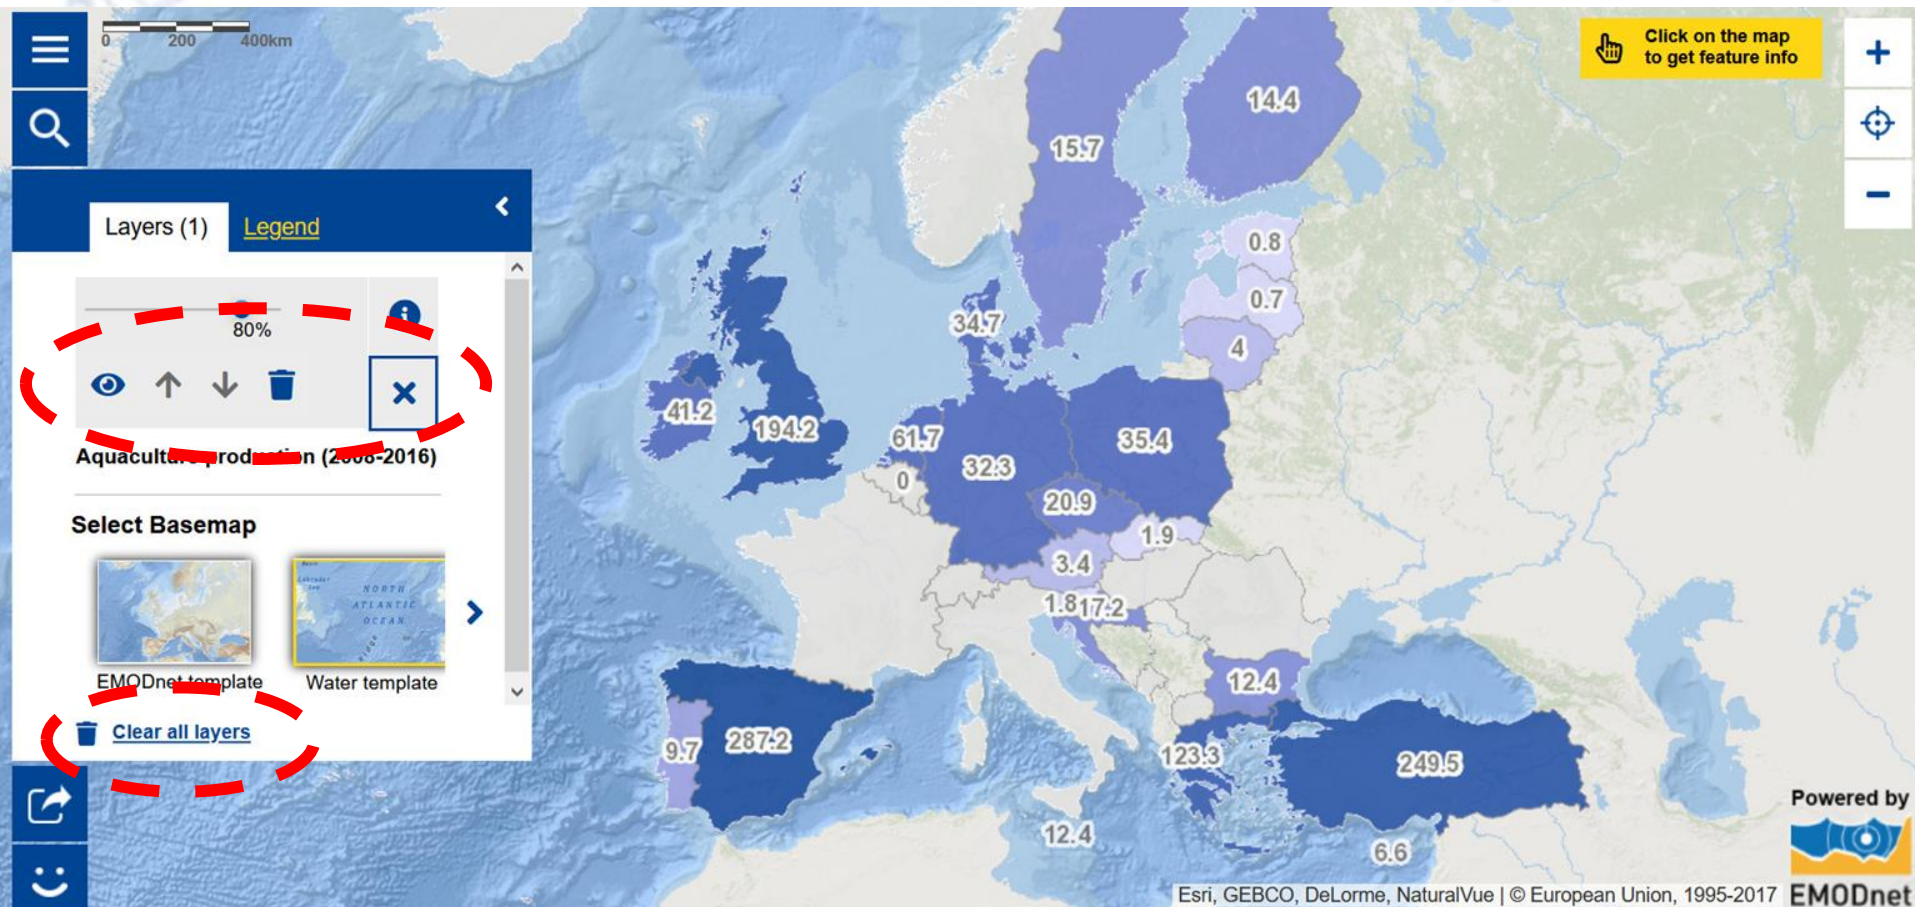 0 200 400km
Click on the map
to get feature info
Layers (1) Legend
80%
Aquaculture production (2008-2016)
Select Basemap
NORTH
ATLANTIC
OCEAN
EMODnet template Water template
Clear all layers
14.4
15.7
0.8
0.7
34.7
4
41.2
194.2
61.7
35.4
32.3
0
20.9
1.9
3.4
1.8
17.2
12.4
9.7
287.2
123.3
249.5
12.4
6.6
Powered by
EMODnet
Esri, GEBCO, DeLorme, NaturalVue | © European Union, 1995-2017